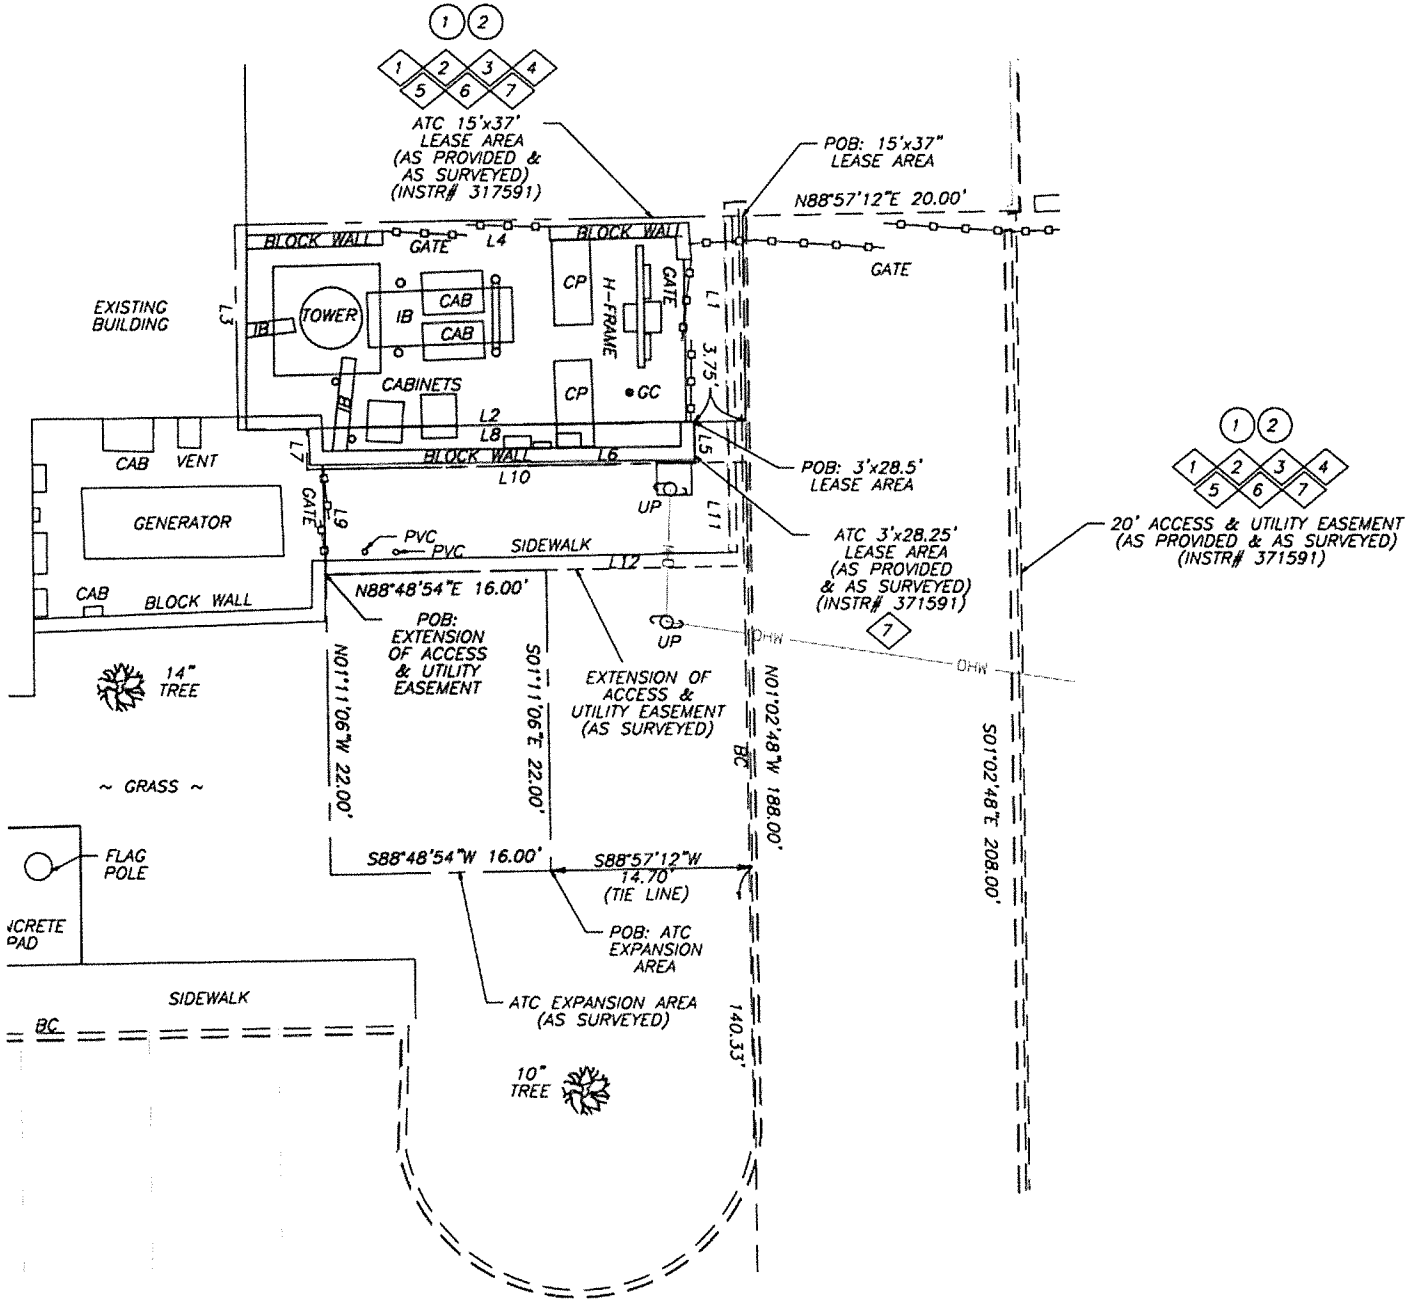 1 2
1 2 3 4
5 6 7
ATC 15'x37'
LEASE AREA
(AS PROVIDED &
AS SURVEYED)
(INSTR# 317591)
POB: 15'x37"
LEASE AREA
N88°57'12"E 20.00'
BLOCK WALL
GATE
L4
BLOCK WALL
GATE
EXISTING
BUILDING
L3
TOWER
IB
IB
CAB
CAB
CP
H-FRAME
GATE
L1
3.75'
IB
CABINETS
CP
GC
L2
L8
BLOCK WALL
L6
L5
L10
L7
CAB
VENT
GENERATOR
GATE
L9
PVC
PVC
SIDEWALK
UP
L11
L12
POB: 3'x28.5'
LEASE AREA
ATC 3'x28.25'
LEASE AREA
(AS PROVIDED
& AS SURVEYED)
(INSTR# 371591)
7
1 2
1 2 3 4
5 6 7
20' ACCESS & UTILITY EASEMENT
(AS PROVIDED & AS SURVEYED)
(INSTR# 371591)
CAB
BLOCK WALL
N88°48'54"E 16.00'
POB:
EXTENSION
OF ACCESS
& UTILITY
EASEMENT
UP
OHW
OHW
14"
TREE
N01°11'06"W 22.00'
S01°11'06"E 22.00'
EXTENSION OF
ACCESS &
UTILITY EASEMENT
(AS SURVEYED)
BC
N01°02'48"W 188.00'
S01°02'48"E 208.00'
~ GRASS ~
FLAG
POLE
S88°48'54"W 16.00'
S88°57'12"W
14.70'
(TIE LINE)
NCRETE
PAD
POB: ATC
EXPANSION
AREA
SIDEWALK
ATC EXPANSION AREA
(AS SURVEYED)
BC
140.33'
10"
TREE